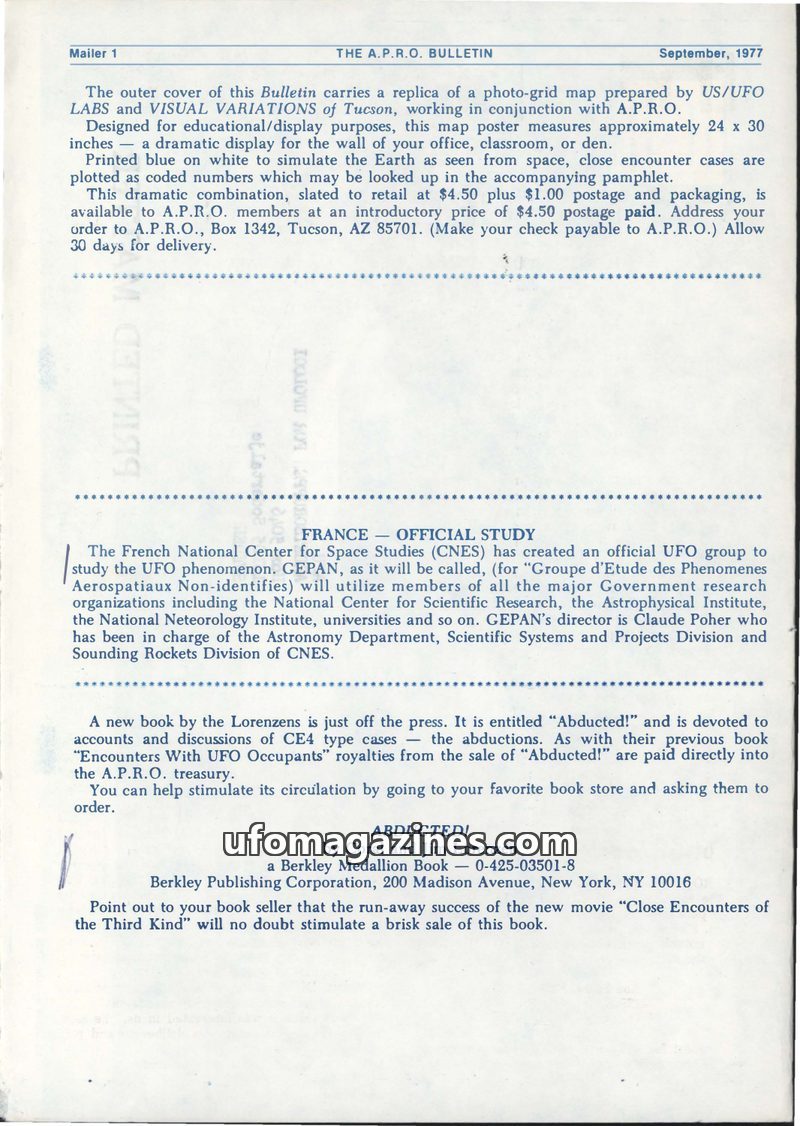 Mailer 1 THE A.P.R.O. BULLETIN September, 1977
The outer cover of this Bulletin carries a replica of a photo-grid map prepared by US/UFO
LABS and VISUAL VARIATIONS of Tucson, working in conjunction with A.P.R.O.
Designed for educational/display purposes, this map poster measures approximately 24 x 30
inches — a dramatic display for the wall of your office, classroom, or den.
Printed blue on white to simulate the Earth as seen from space, close encounter cases are
plotted as coded numbers which may be looked up in the accompanying pamphlet.
This dramatic combination, slated to retail at $4.50 plus $1.00 postage and packaging, is
available to A.P.R.O. members at an introductory price of $4.50 postage paid. Address your
order to A.P.R.O., Box 1342, Tucson, AZ 85701. (Make your check payable to A.P.R.O.) Allow
30 days for delivery.
FRANCE — OFFICIAL STUDY
The French National Center for Space Studies (CNES) has created an official UFO group to
study the UFO phenomenon. GEPAN, as it will be called, (for "Groupe d'Etude des Phenomenes
Aerospatiaux Non-identifies) will utilize members of all the major Government research
organizations including the National Center for Scientific Research, the Astrophysical Institute,
the National Neteorology Institute, universities and so on. GEPAN's director is Claude Poher who
has been in charge of the Astronomy Department, Scientific Systems and Projects Division and
Sounding Rockets Division of CNES.
A new book by the Lorenzens is just off the press. It is entitled "Abducted!" and is devoted to
accounts and discussions of CE4 type cases — the abductions. As with their previous book
"Encounters With UFO Occupants" royalties from the sale of "Abducted!" are paid directly into
the A.P.R.O. treasury.
You can help stimulate its circulation by going to your favorite book store and asking them to
order.
ABDUCTED!
ufomagazines.com
a Berkley Medallion Book — 0-425-03501-8
Berkley Publishing Corporation, 200 Madison Avenue, New York, NY 10016
Point out to your book seller that the run-away success of the new movie "Close Encounters of
the Third Kind" will no doubt stimulate a brisk sale of this book.